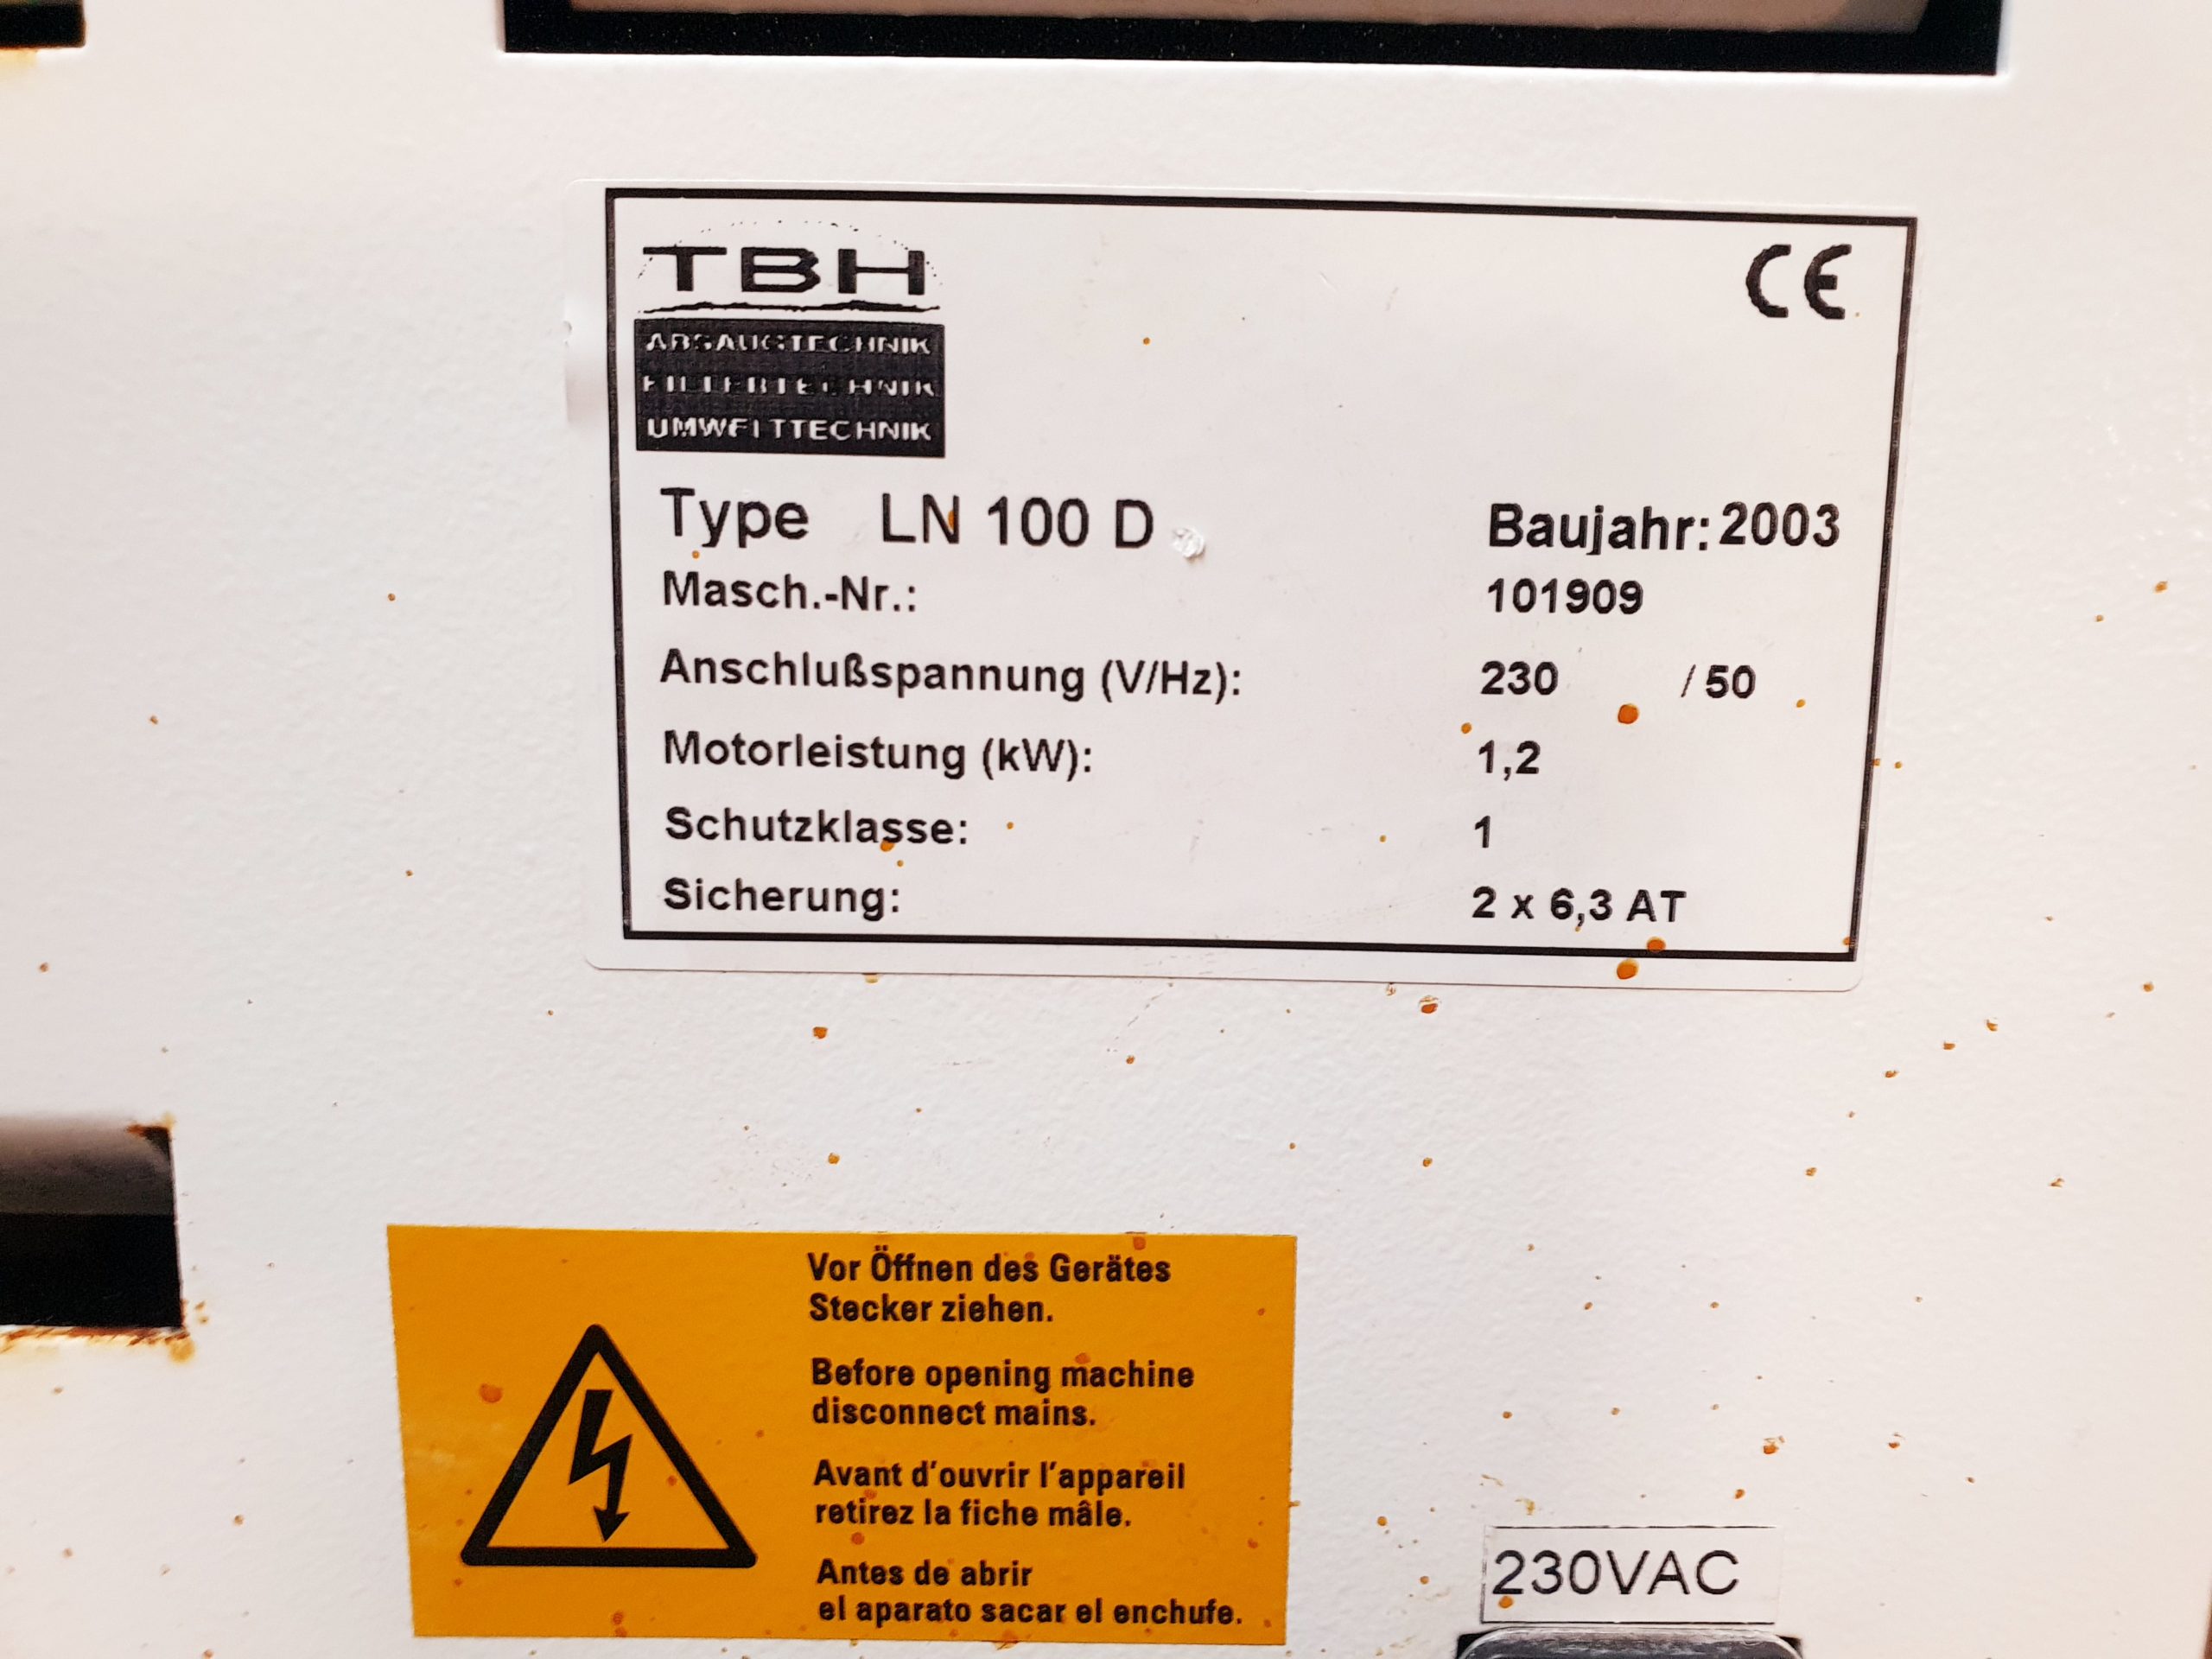 TBH
CE
ABSAUGTECHNIK
FILTERTECHNIK
UMWELTTECHNIK
Type LN 100 D Baujahr: 2003
Masch.-Nr.: 101909
Anschlußspannung (V/Hz): 230 / 50
Motorleistung (kW): 1,2
Schutzklasse: 1
Sicherung: 2 x 6,3 AT
Vor Öffnen des Gerätes
Stecker ziehen.
Before opening machine
disconnect mains.
Avant d'ouvrir l'appareil
retirez la fiche mâle.
Antes de abrir
el aparato sacar el enchufe.
230VAC